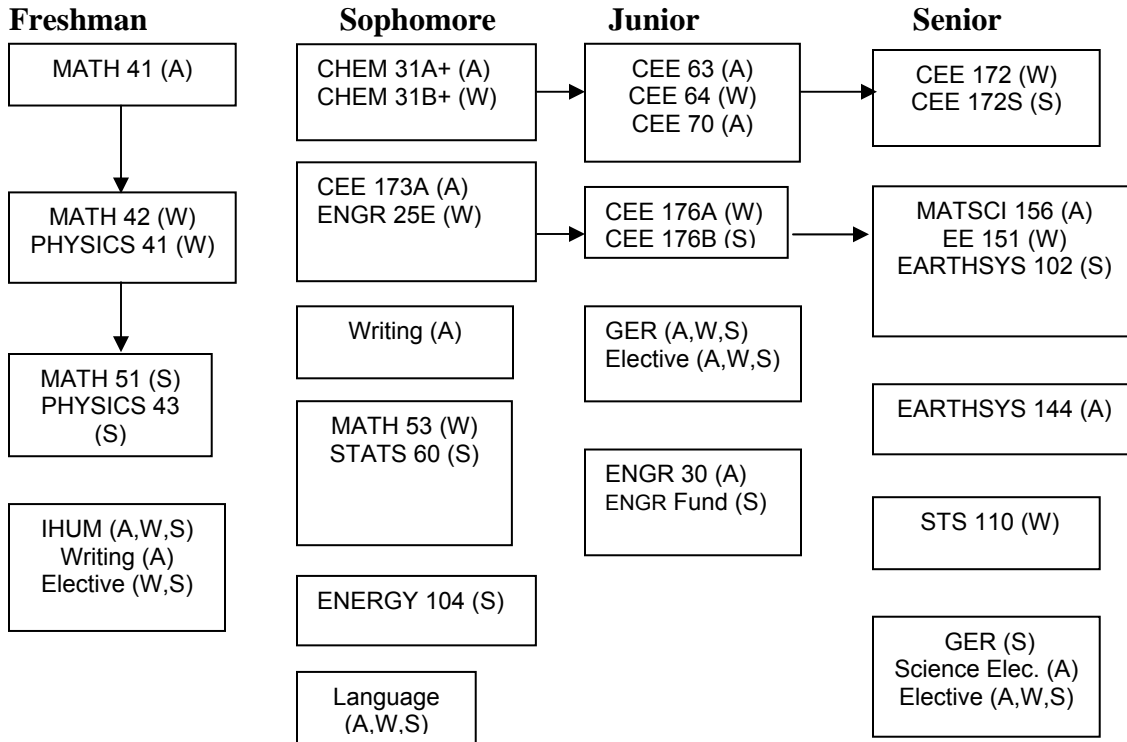 Freshman
MATH 41 (A)
MATH 42 (W)
PHYSICS 41 (W)
MATH 51 (S)
PHYSICS 43
(S)
IHUM (A,W,S)
Writing (A)
Elective (W,S)
Sophomore
CHEM 31A+ (A)
CHEM 31B+ (W)
CEE 173A (A)
ENGR 25E (W)
Writing (A)
MATH 53 (W)
STATS 60 (S)
ENERGY 104 (S)
Language
(A,W,S)
Junior
CEE 63 (A)
CEE 64 (W)
CEE 70 (A)
CEE 176A (W)
CEE 176B (S)
GER (A,W,S)
Elective (A,W,S)
ENGR 30 (A)
ENGR Fund (S)
Senior
CEE 172 (W)
CEE 172S (S)
MATSCI 156 (A)
EE 151 (W)
EARTHSYS 102 (S)
EARTHSYS 144 (A)
STS 110 (W)
GER (S)
Science Elec. (A)
Elective (A,W,S)